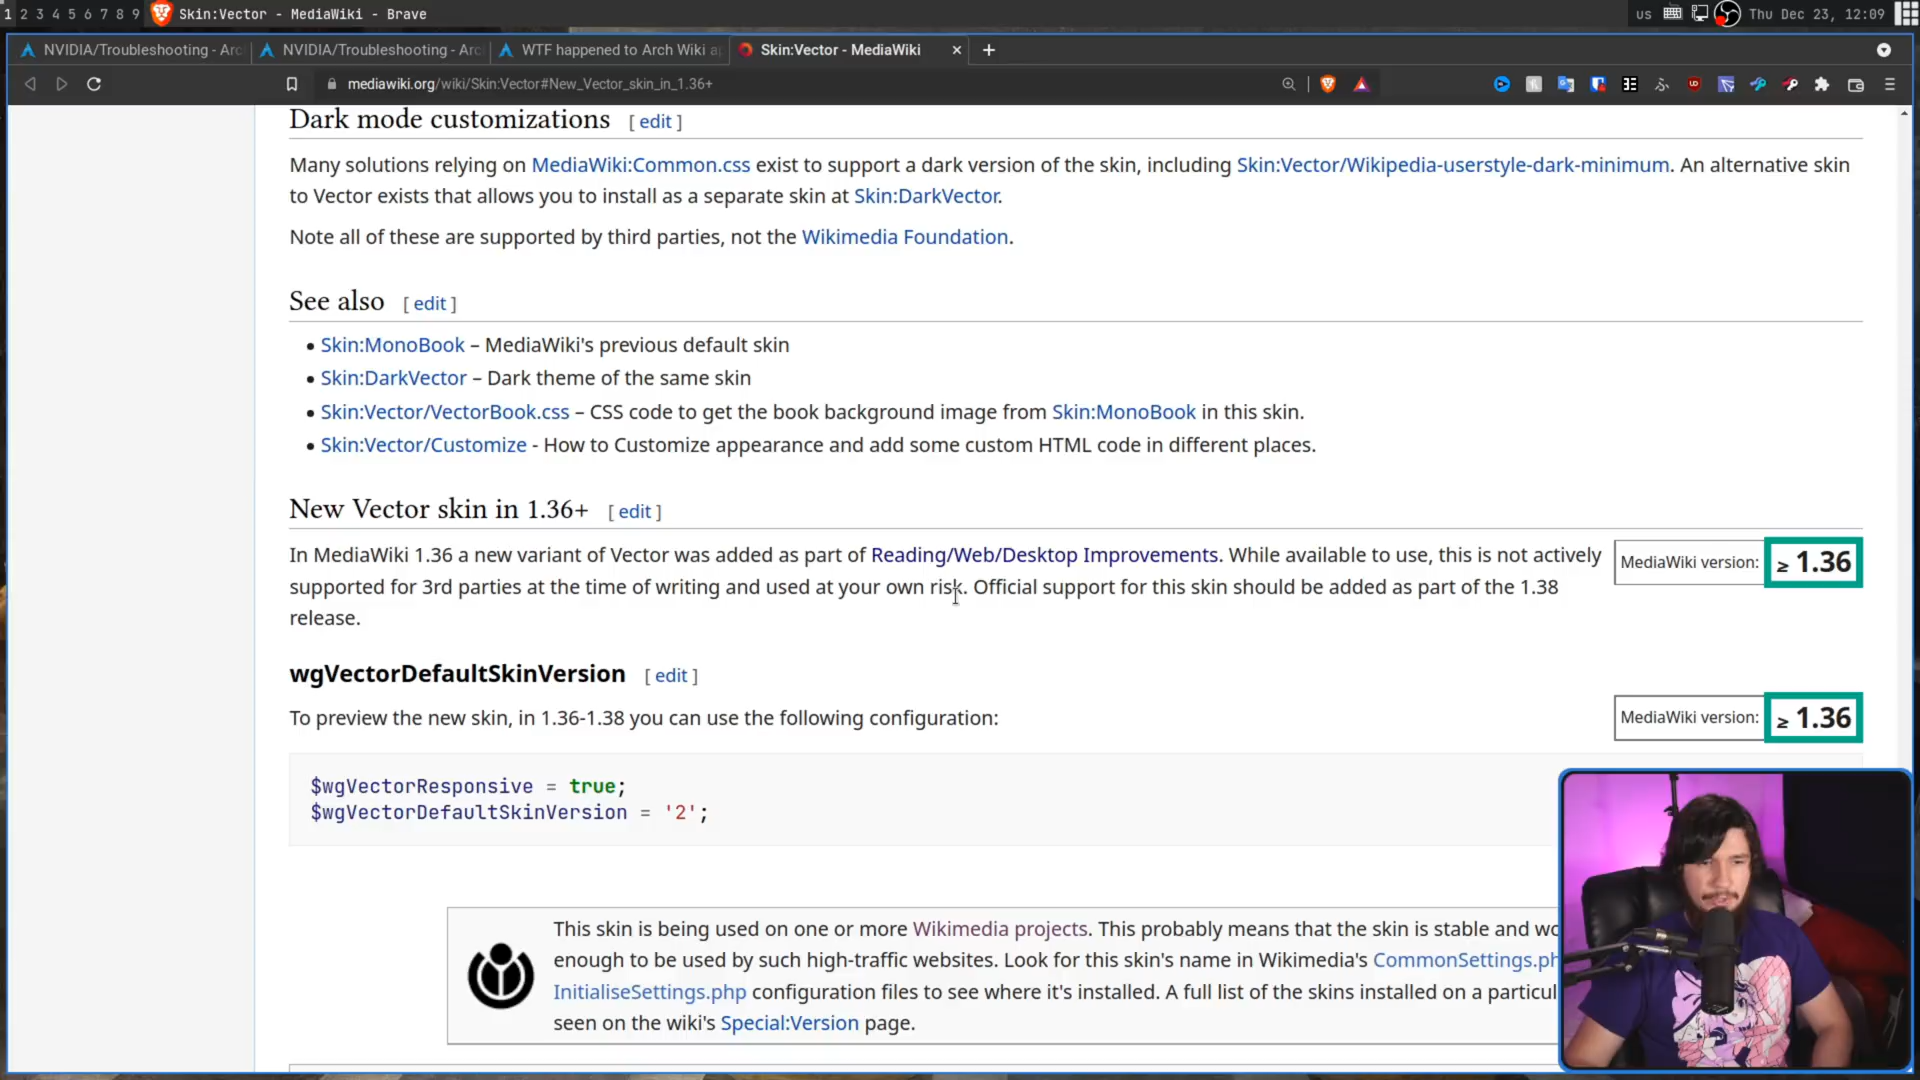 1 2 3 4 5 6 7 8 9 Skin:Vector - MediaWiki - Brave
us Thu Dec 23, 12:09
NVIDIA/Troubleshooting - Arc
NVIDIA/Troubleshooting - Arc
WTF happened to Arch Wiki ap
Skin:Vector - MediaWiki
mediawiki.org/wiki/Skin:Vector#New_Vector_skin_in_1.36+
Dark mode customizations [ edit ]
Many solutions relying on MediaWiki:Common.css exist to support a dark version of the skin, including Skin:Vector/Wikipedia-userstyle-dark-minimum. An alternative skin
to Vector exists that allows you to install as a separate skin at Skin:DarkVector.
Note all of these are supported by third parties, not the Wikimedia Foundation.
See also [ edit ]
• Skin:MonoBook – MediaWiki's previous default skin
• Skin:DarkVector – Dark theme of the same skin
• Skin:Vector/VectorBook.css – CSS code to get the book background image from Skin:MonoBook in this skin.
• Skin:Vector/Customize - How to Customize appearance and add some custom HTML code in different places.
New Vector skin in 1.36+ [ edit ]
In MediaWiki 1.36 a new variant of Vector was added as part of Reading/Web/Desktop Improvements. While available to use, this is not actively
supported for 3rd parties at the time of writing and used at your own risk. Official support for this skin should be added as part of the 1.38
release.
MediaWiki version: ≥ 1.36
wgVectorDefaultSkinVersion [ edit ]
To preview the new skin, in 1.36-1.38 you can use the following configuration:
MediaWiki version: ≥ 1.36
$wgVectorResponsive = true;
$wgVectorDefaultSkinVersion = '2';
This skin is being used on one or more Wikimedia projects. This probably means that the skin is stable and wo
enough to be used by such high-traffic websites. Look for this skin's name in Wikimedia's CommonSettings.ph
InitialiseSettings.php configuration files to see where it's installed. A full list of the skins installed on a particul
seen on the wiki's Special:Version page.